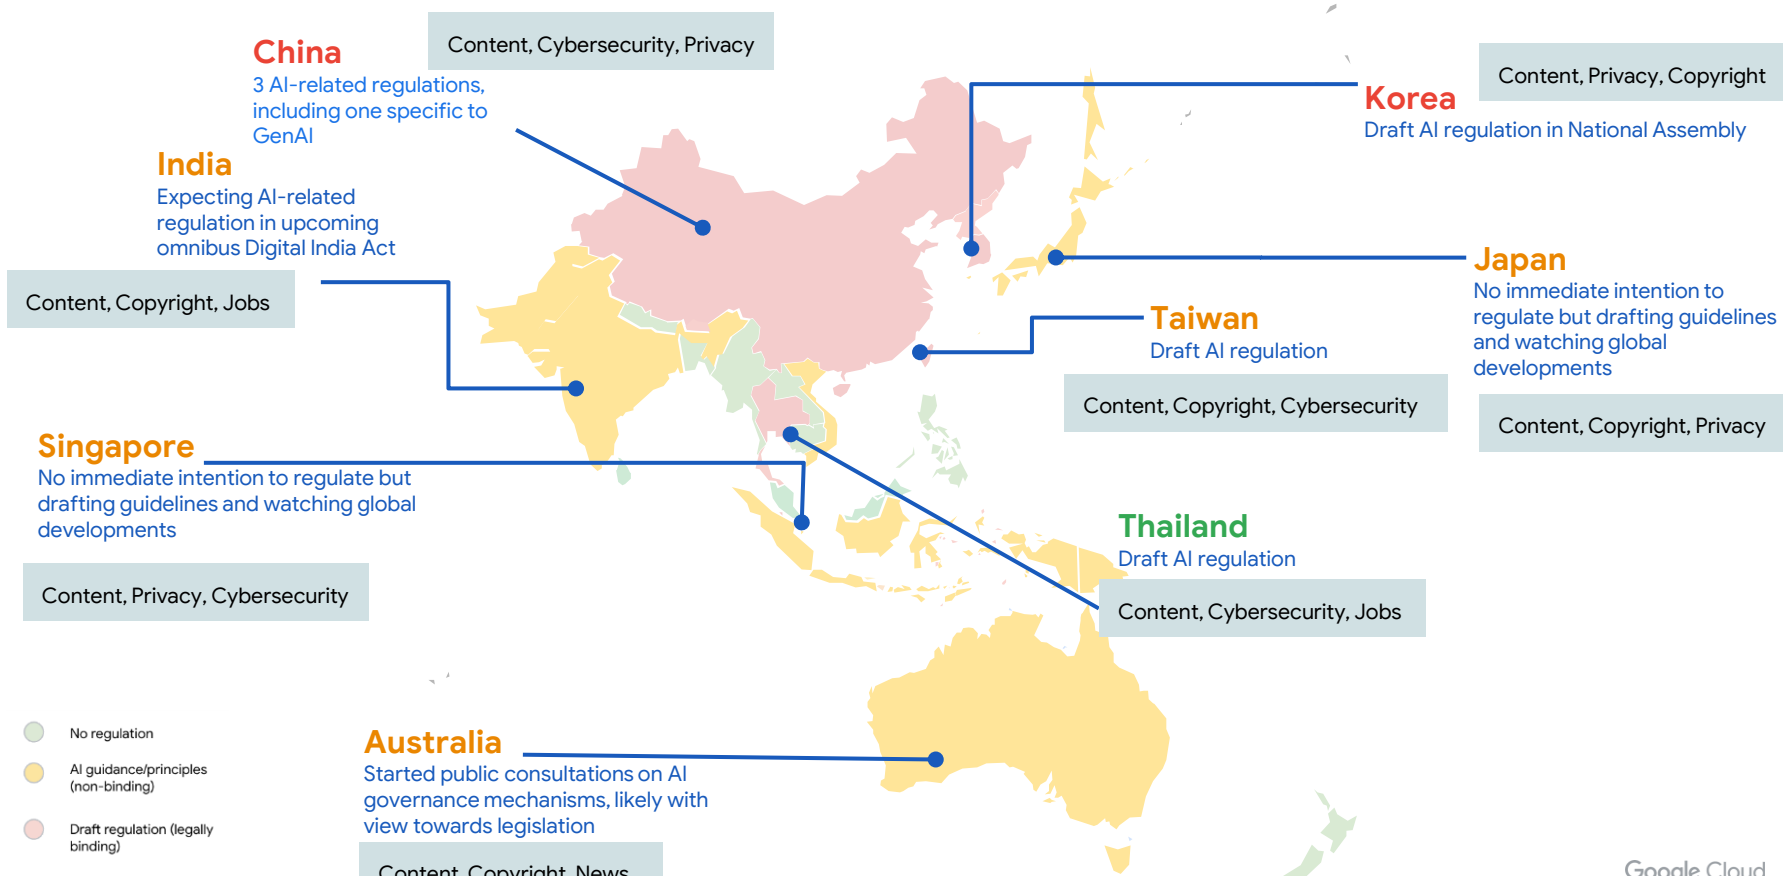 China
3 AI-related regulations,
including one specific to
GenAI
Content, Cybersecurity, Privacy
Korea
Draft AI regulation in National Assembly
Content, Privacy, Copyright
India
Expecting AI-related
regulation in upcoming
omnibus Digital India Act
Content, Copyright, Jobs
Japan
No immediate intention to
regulate but drafting guidelines
and watching global
developments
Content, Copyright, Privacy
Taiwan
Draft AI regulation
Content, Copyright, Cybersecurity
Singapore
No immediate intention to regulate but
drafting guidelines and watching global
developments
Content, Privacy, Cybersecurity
Thailand
Draft AI regulation
Content, Cybersecurity, Jobs
Australia
Started public consultations on AI
governance mechanisms, likely with
view towards legislation
Content, Copyright, News
No regulation
AI guidance/principles
(non-binding)
Draft regulation (legally
binding)
Google Cloud